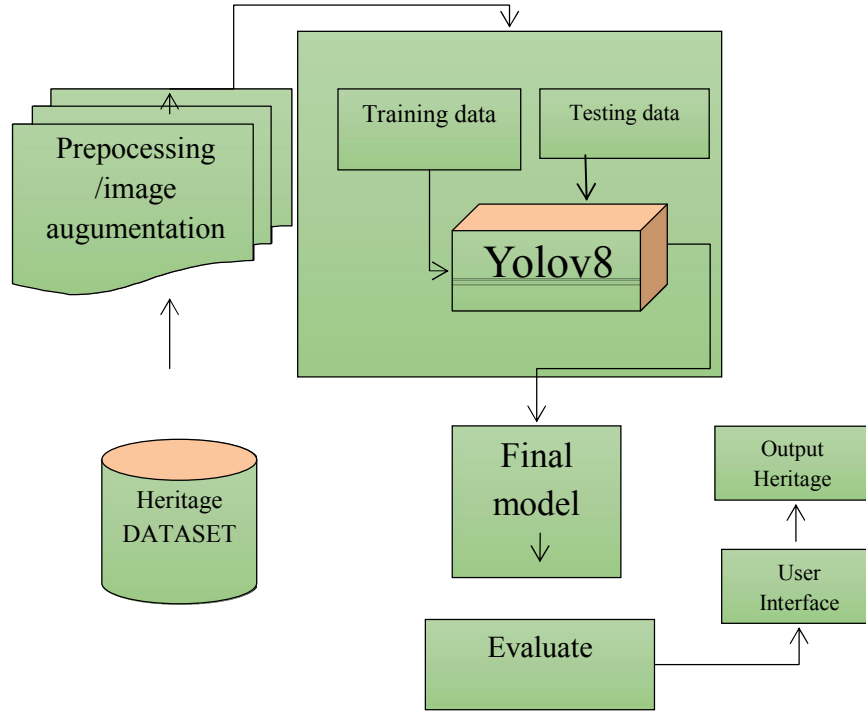 Prepocessing
/image
augumentation
Training data
Testing data
Yolov8
Heritage
DATASET
Final
model
Evaluate
User
Interface
Output
Heritage